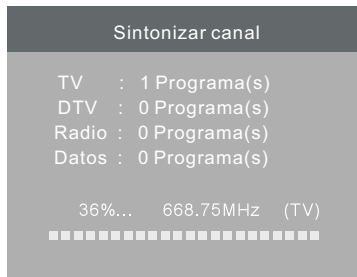 Sintonizar canal
TV : 1 Programa(s)
DTV : 0 Programa(s)
Radio : 0 Programa(s)
Datos : 0 Programa(s)
36%... 668.75MHz (TV)